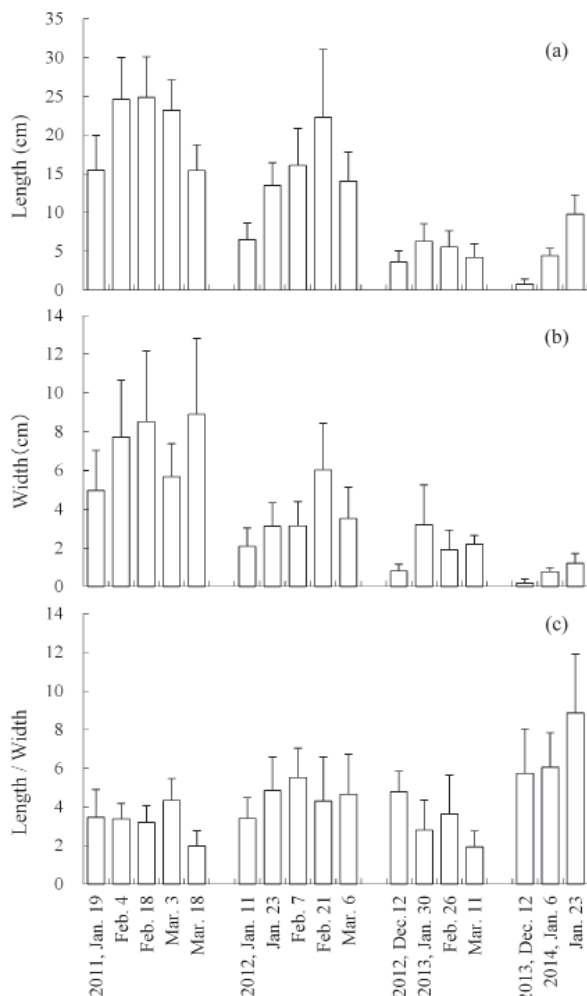 (a)
35
30
25
20
15
10
5
0
Length (cm)
(b)
14
12
10
8
6
4
2
0
Width(cm)
(c)
14
12
10
8
6
4
2
0
Length / Width
2011, Jan. 19
Feb. 4
Feb. 18
Mar. 3
Mar. 18
2012, Jan. 11
Jan. 23
Feb. 7
Feb. 21
Mar. 6
2012, Dec.12
2013, Jan. 30
Feb. 26
Mar. 11
2013, Dec. 12
2014, Jan. 6
Jan. 23